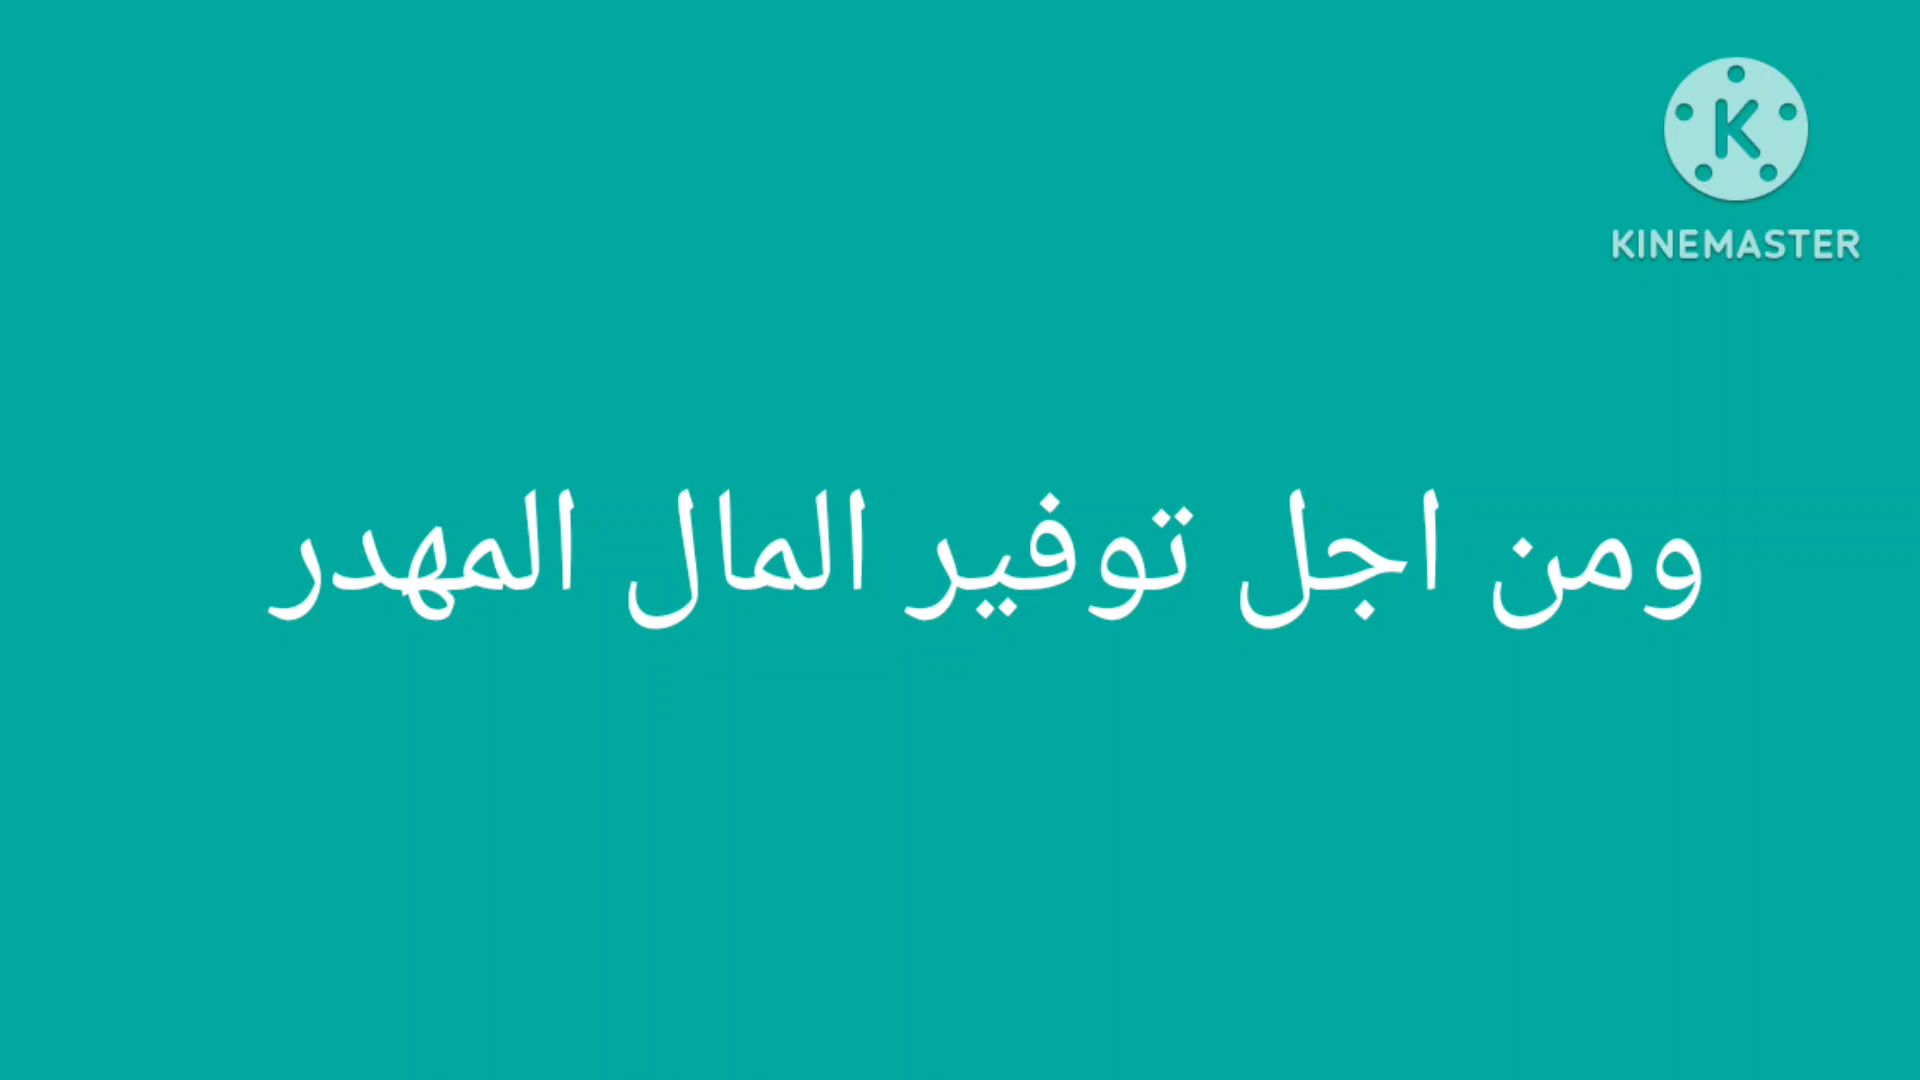 K
KINEMASTER
ومن اجل توفير المال المهدر